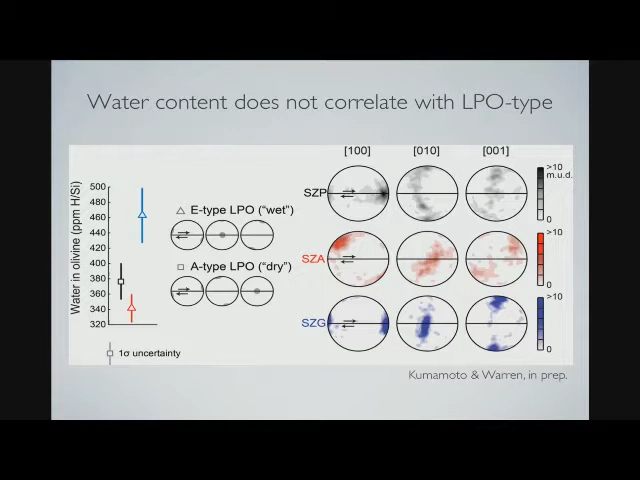 Water content does not correlate with LPO-type
[100] [010] [001]
Water in olivine (ppm H/Si)
500
480
460
440
420
400
380
360
340
320
E-type LPO ("wet")
A-type LPO ("dry")
1σ uncertainty
SZP
>10
m.u.d.
0
SZA
>10
0
SZG
>10
0
Kumamoto & Warren, in prep.